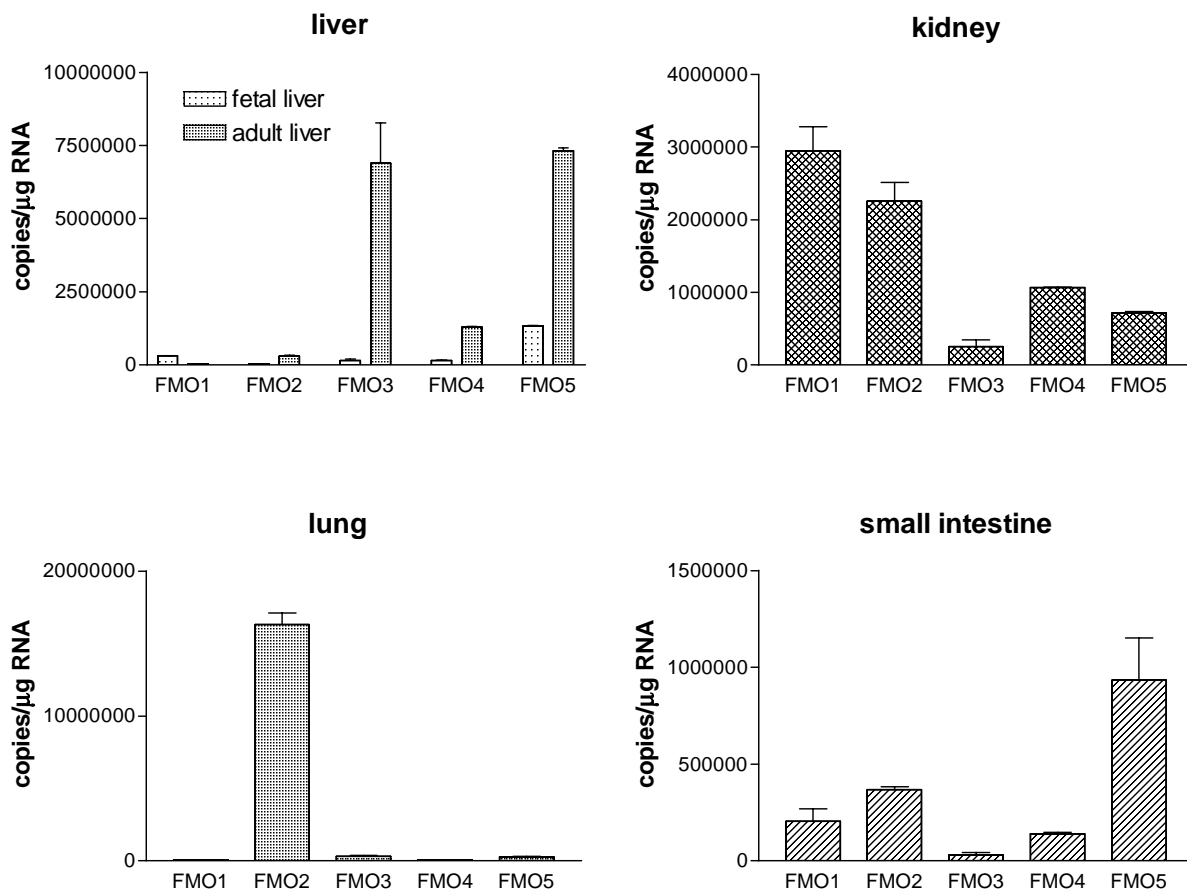 liver
copies/μg RNA
10000000
7500000
5000000
2500000
0
fetal liver
adult liver
FMO1 FMO2 FMO3 FMO4 FMO5
kidney
copies/μg RNA
4000000
3000000
2000000
1000000
0
FMO1 FMO2 FMO3 FMO4 FMO5
lung
copies/μg RNA
20000000
10000000
0
FMO1 FMO2 FMO3 FMO4 FMO5
small intestine
copies/μg RNA
1500000
1000000
500000
0
FMO1 FMO2 FMO3 FMO4 FMO5